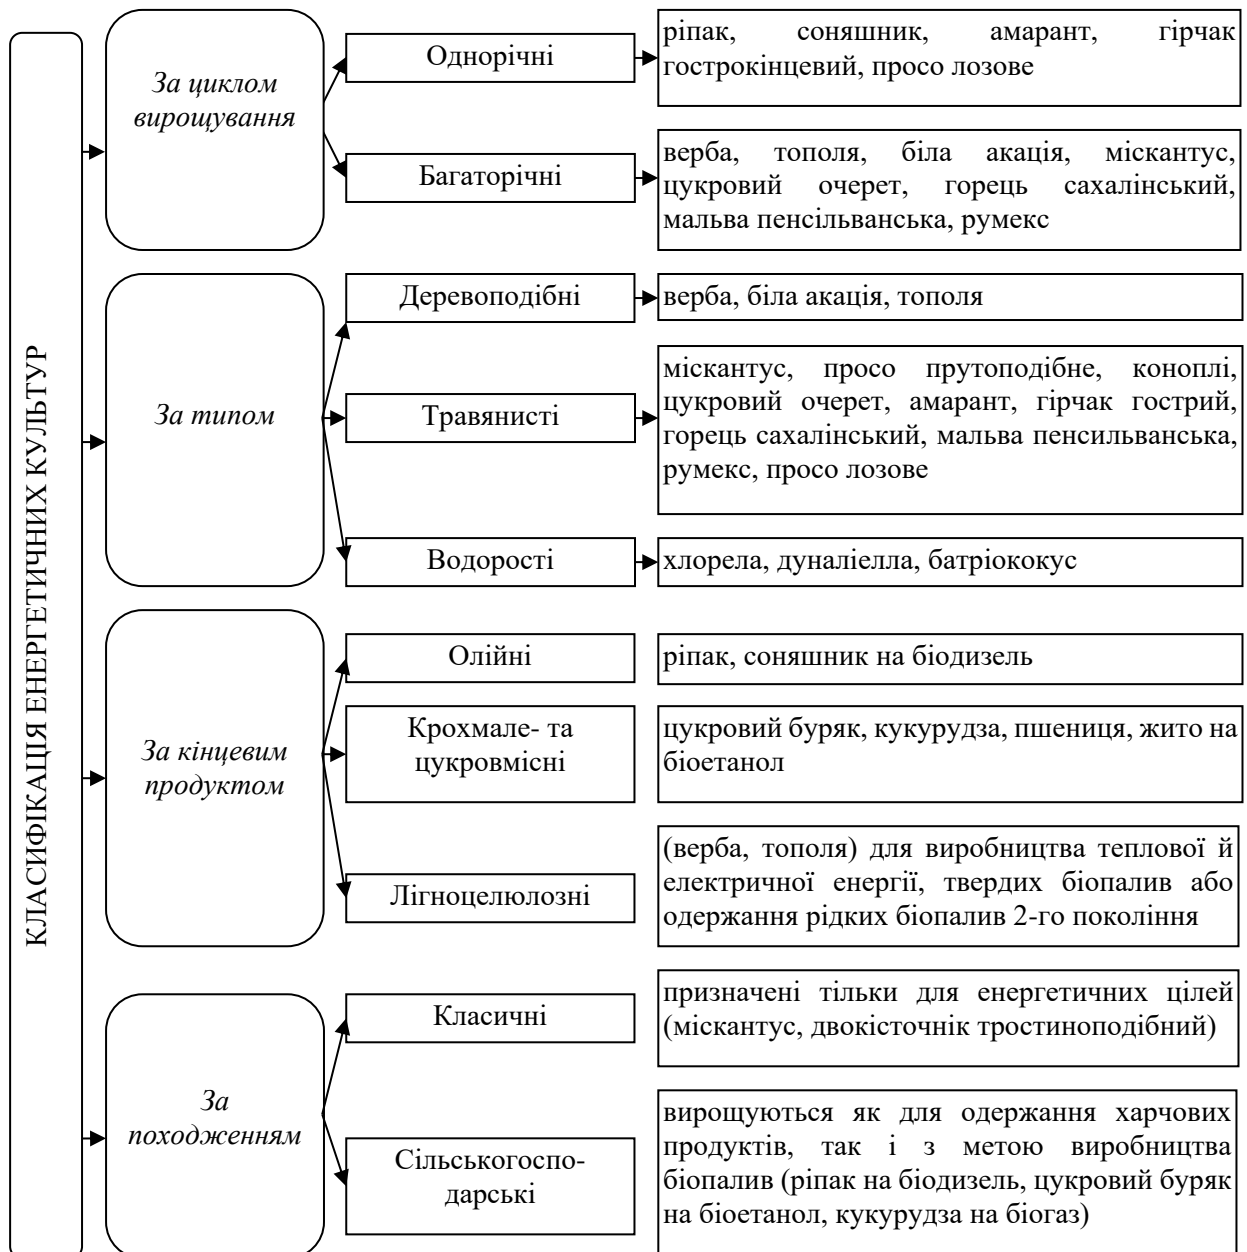 КЛАСИФІКАЦІЯ ЕНЕРГЕТИЧНИХ КУЛЬТУР
За циклом
вирощування
Однорічні
ріпак, соняшник, амарант, гірчак
гострокінцевий, просо лозове
Багаторічні
верба, тополя, біла акація, міскантус,
цукровий очерет, горець сахалінський,
мальва пенсільванська, румекс
За типом
Деревоподібні
верба, біла акація, тополя
Травянисті
міскантус, просо прутоподібне, коноплі,
цукровий очерет, амарант, гірчак гострий,
горець сахалінський, мальва пенсильванська,
румекс, просо лозове
Водорості
хлорела, дуналіелла, батріококус
За кінцевим
продуктом
Олійні
ріпак, соняшник на біодизель
Крохмале- та
цукровмісні
цукровий буряк, кукурудза, пшениця, жито на
біоетанол
Лігноцелюлозні
(верба, тополя) для виробництва теплової й
електричної енергії, твердих біопалив або
одержання рідких біопалив 2-го покоління
За
походженням
Класичні
призначені тільки для енергетичних цілей
(міскантус, двокісточнік тростиноподібний)
Сільськогоспо-
дарські
вирощуються як для одержання харчових
продуктів, так і з метою виробництва
біопалив (ріпак на біодизель, цукровий буряк
на біоетанол, кукурудза на біогаз)